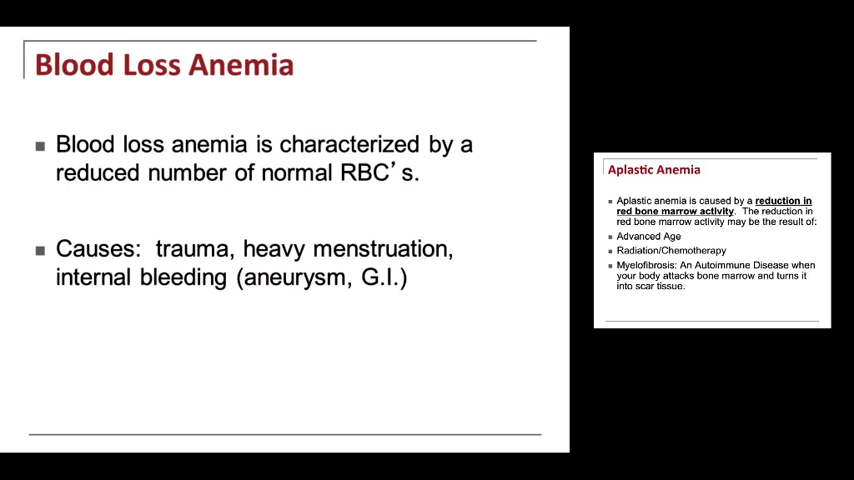 Blood Loss Anemia
Blood loss anemia is characterized by a
reduced number of normal RBC’s.
Causes: trauma, heavy menstruation,
internal bleeding (aneurysm, G.I.)
Aplastic Anemia
Aplastic anemia is caused by a reduction in
red bone marrow activity. The reduction in
red bone marrow activity may be the result of:
Advanced Age
Radiation/Chemotherapy
Myelofibrosis: An Autoimmune Disease when
your body attacks bone marrow and turns it
into scar tissue.